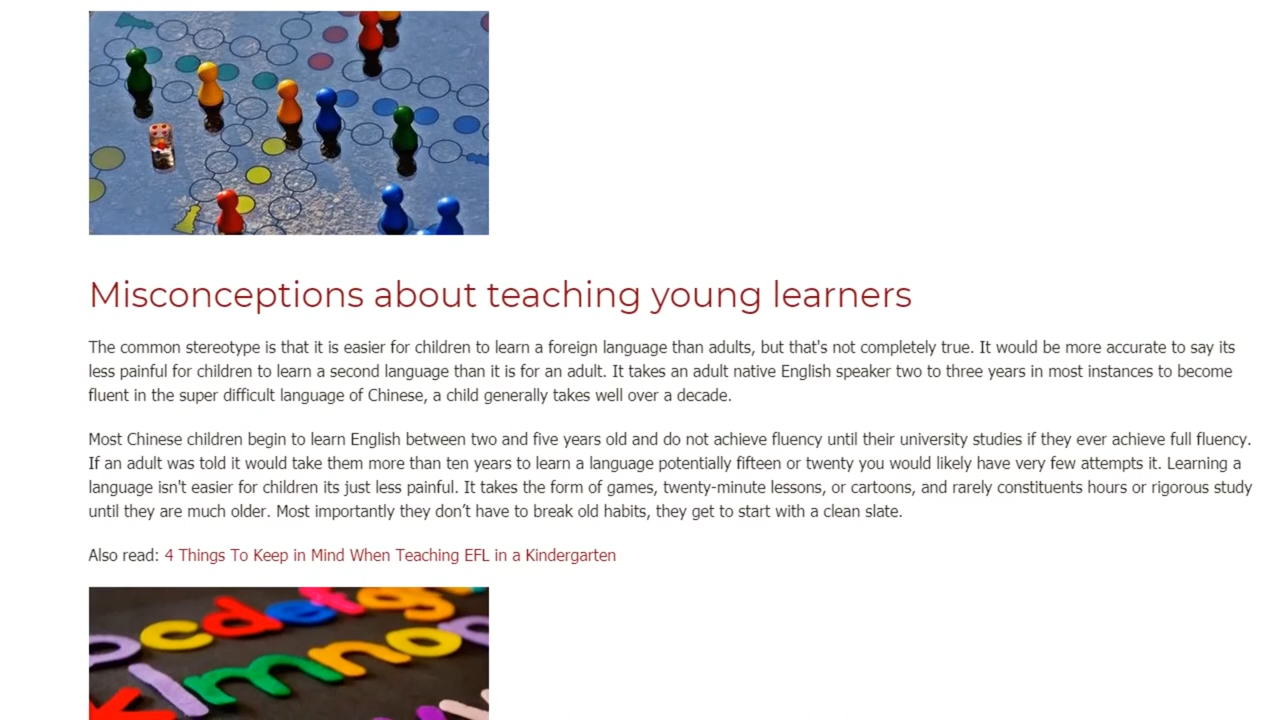 Misconceptions about teaching young learners
The common stereotype is that it is easier for children to learn a foreign language than adults, but that's not completely true. It would be more accurate to say its
less painful for children to learn a second language than it is for an adult. It takes an adult native English speaker two to three years in most instances to become
fluent in the super difficult language of Chinese, a child generally takes well over a decade.
Most Chinese children begin to learn English between two and five years old and do not achieve fluency until their university studies if they ever achieve full fluency.
If an adult was told it would take them more than ten years to learn a language potentially fifteen or twenty you would likely have very few attempts it. Learning a
language isn't easier for children its just less painful. It takes the form of games, twenty-minute lessons, or cartoons, and rarely constituents hours or rigorous study
until they are much older. Most importantly they don’t have to break old habits, they get to start with a clean slate.
Also read: 4 Things To Keep in Mind When Teaching EFL in a Kindergarten
c d e f g
k l m n o